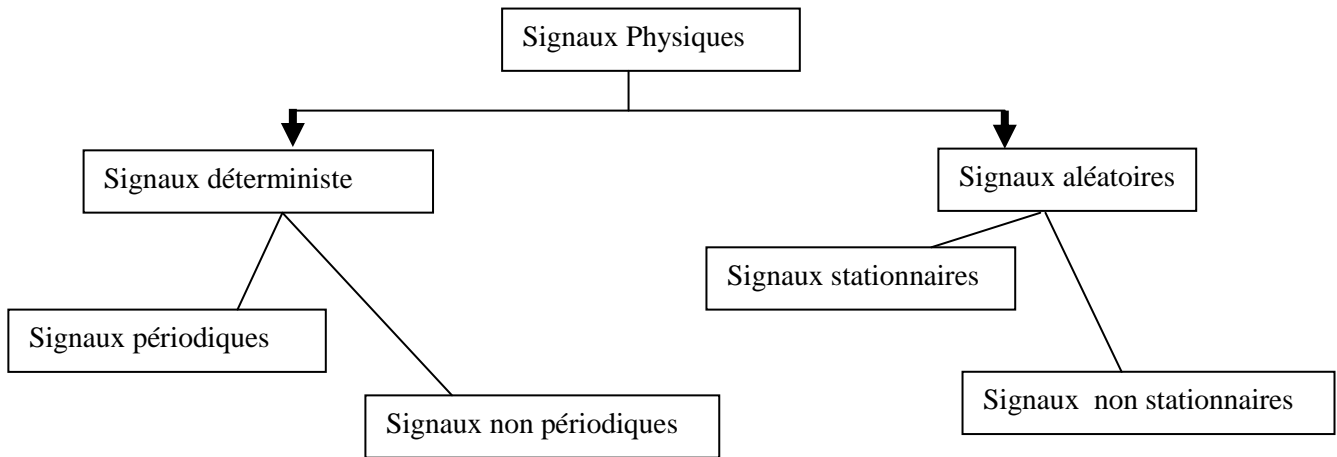 Signaux Physiques
Signaux déterministe
Signaux aléatoires
Signaux stationnaires
Signaux périodiques
Signaux non stationnaires
Signaux non périodiques